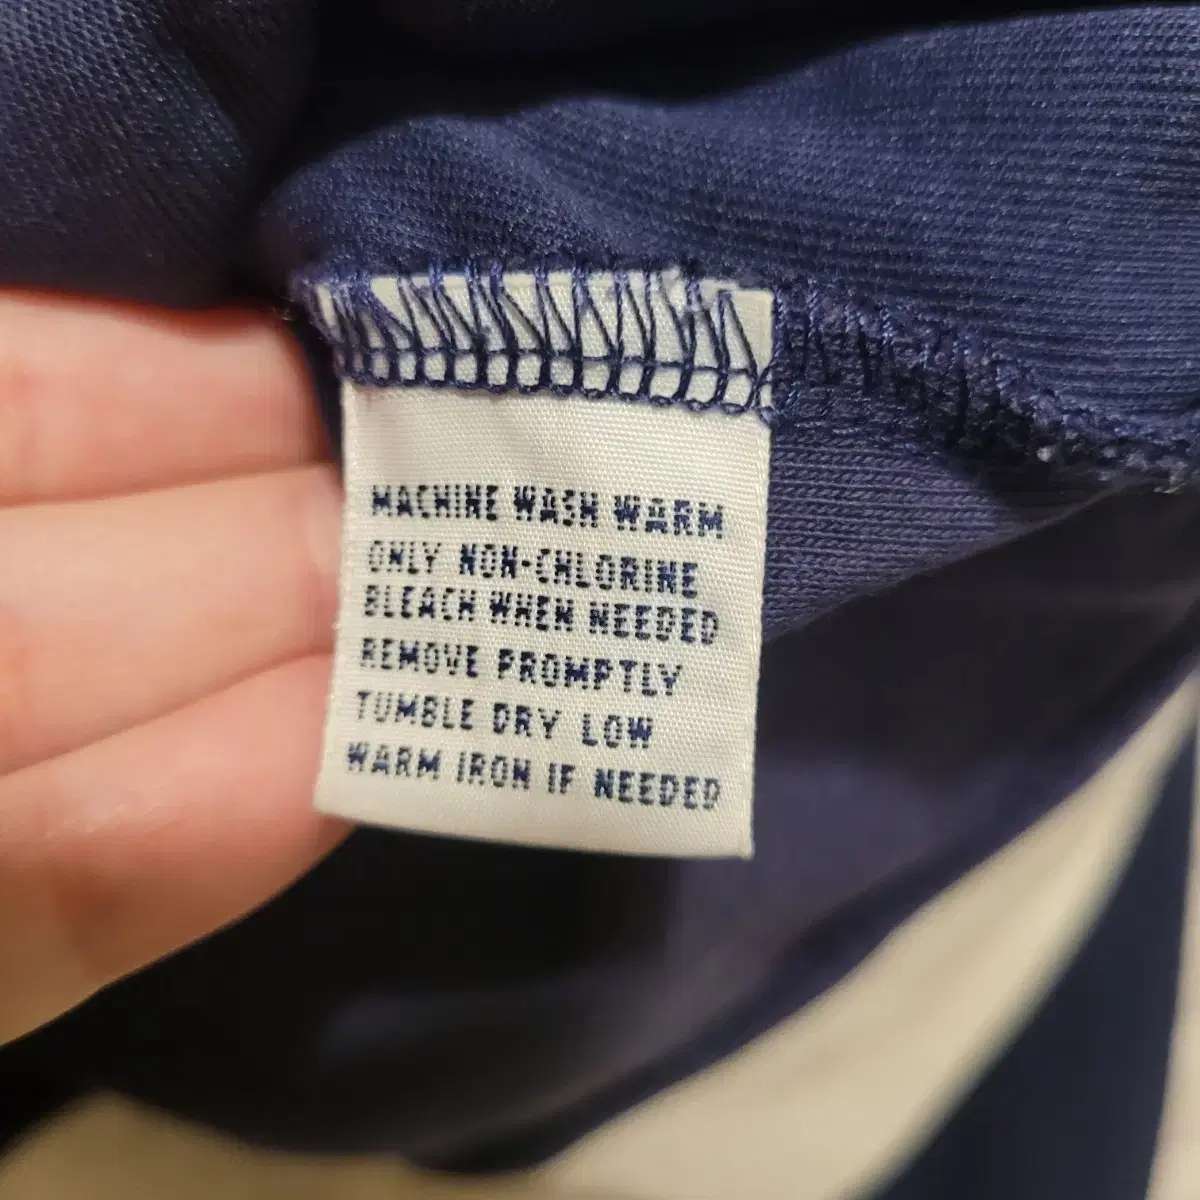 MACHINE WASH WARM
ONLY NON-CHLORINE
BLEACH WHEN NEEDED
REMOVE PROMPTLY
TUMBLE DRY LOW
WARM IRON IF NEEDED